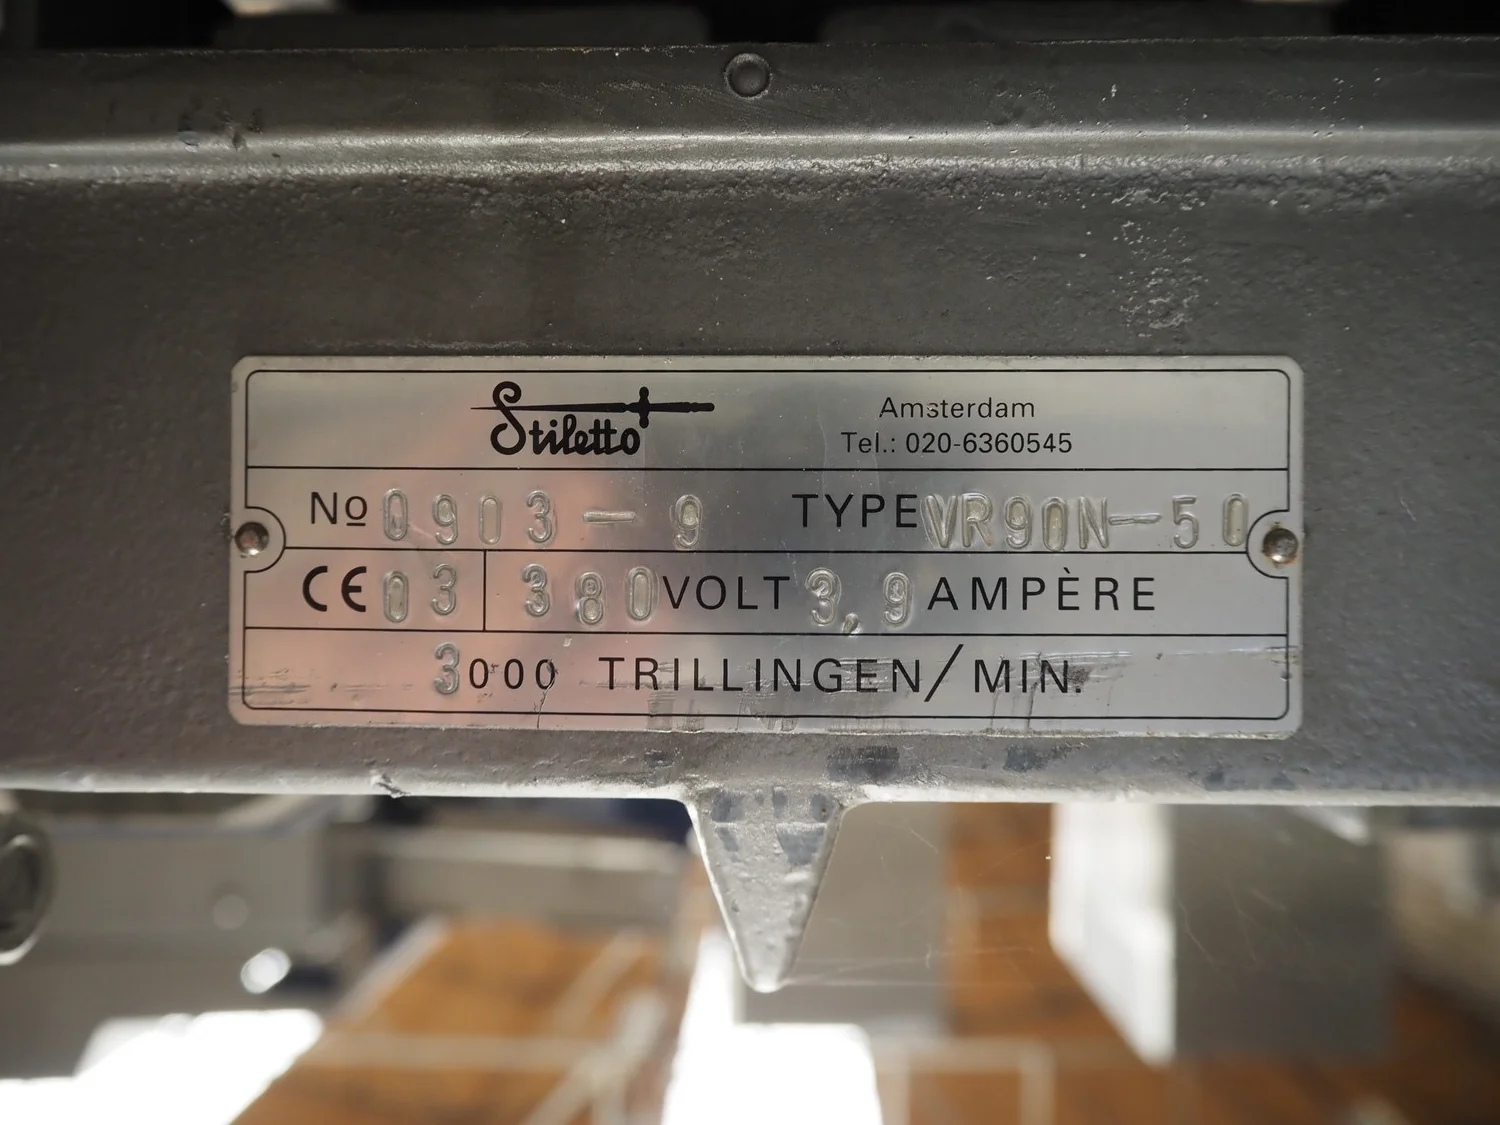 Stiletto
Amsterdam
Tel.: 020-6360545
No 0903-9 TYPE VR90N-50
CE 03 380 VOLT 3,9 AMPÈRE
3000 TRILLINGEN/MIN.